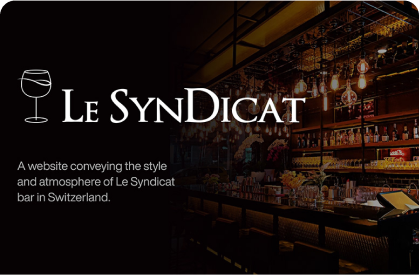 LE SYNDICAT
A website conveying the style
and atmosphere of Le Syndicat
bar in Switzerland.